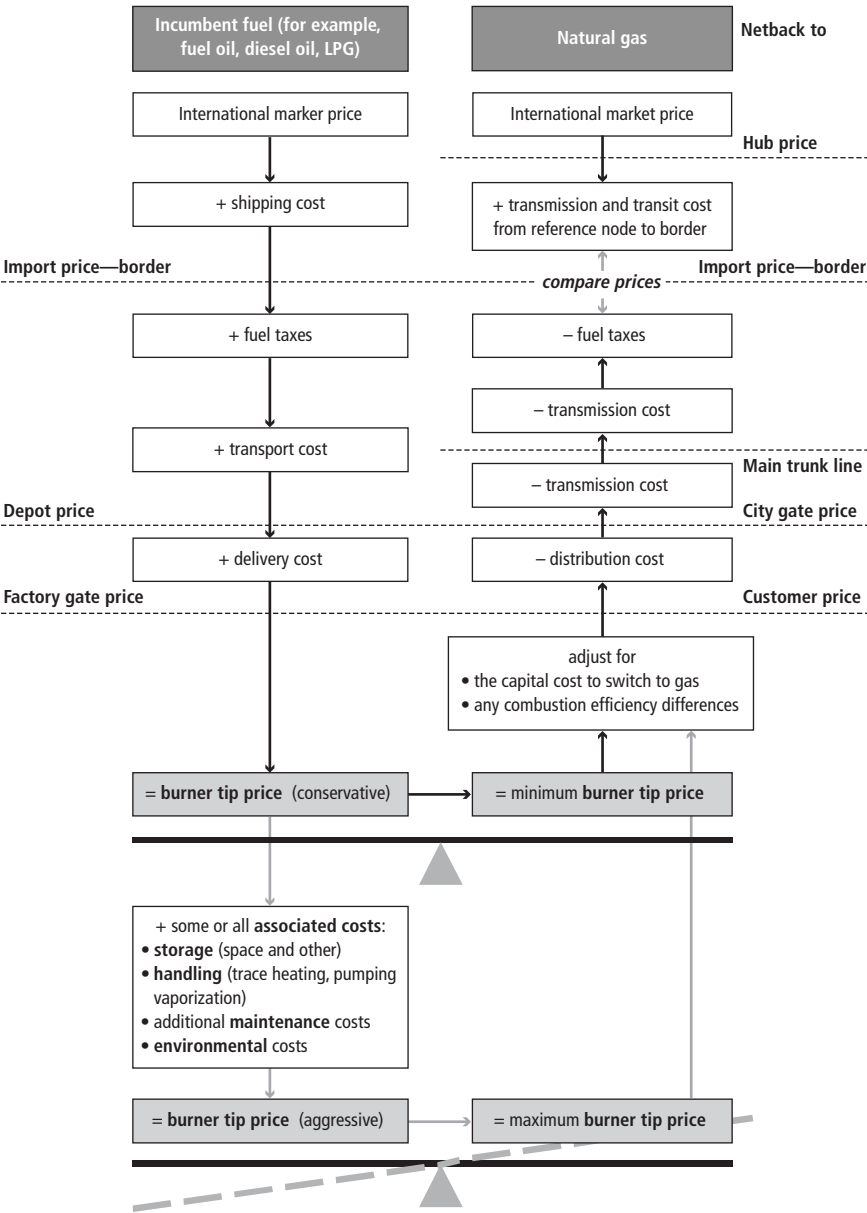 Incumbent fuel (for example,
fuel oil, diesel oil, LPG)
Natural gas
Netback to
International marker price
International market price
Hub price
+ shipping cost
+ transmission and transit cost
from reference node to border
Import price—border
compare prices
Import price—border
+ fuel taxes
– fuel taxes
– transmission cost
+ transport cost
Main trunk line
– transmission cost
Depot price
City gate price
+ delivery cost
– distribution cost
Factory gate price
Customer price
adjust for
• the capital cost to switch to gas
• any combustion efficiency differences
= burner tip price (conservative)
= minimum burner tip price
+ some or all associated costs:
• storage (space and other)
• handling (trace heating, pumping
vaporization)
• additional maintenance costs
• environmental costs
= burner tip price (aggressive)
= maximum burner tip price